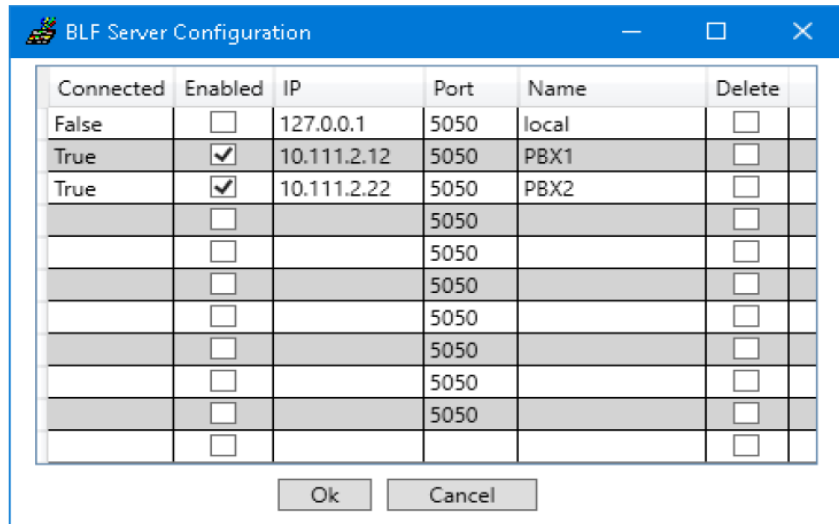 BLF Server Configuration
Connected Enabled IP Port Name Delete
False 127.0.0.1 5050 local
True 10.111.2.12 5050 PBX1
True 10.111.2.22 5050 PBX2
5050
5050
5050
5050
5050
5050
5050
Ok Cancel